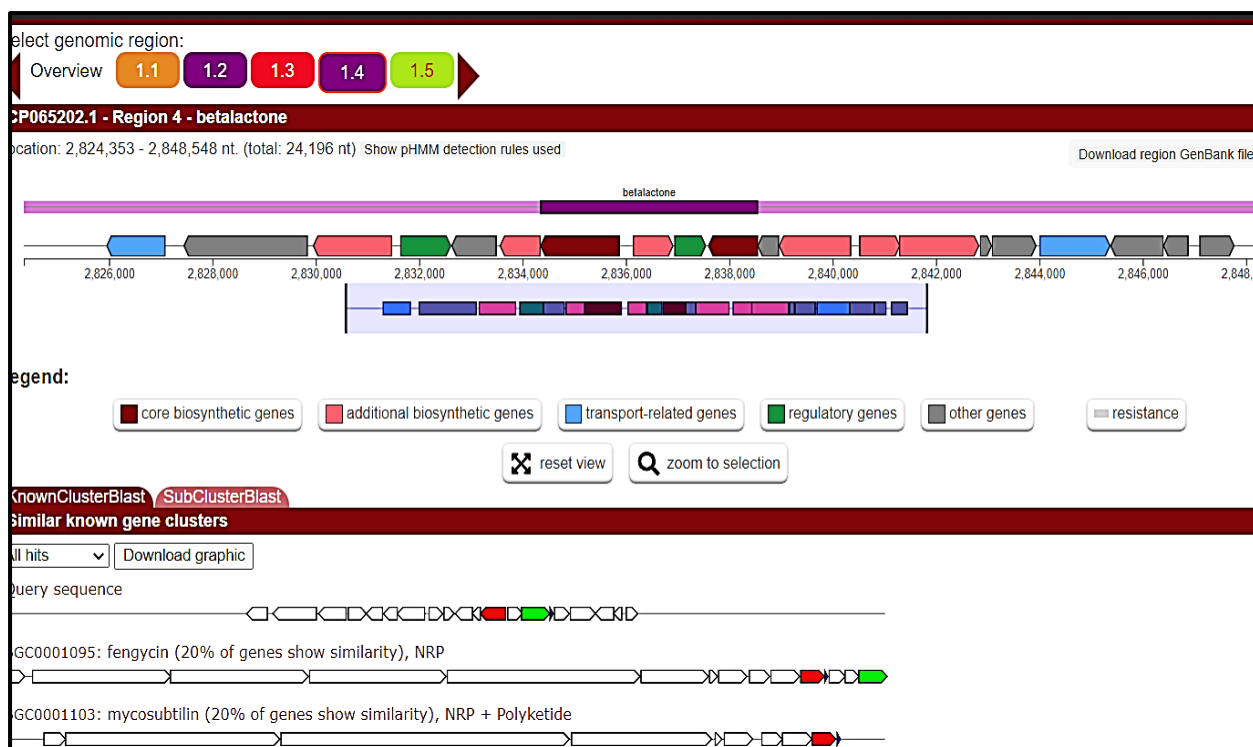 elect genomic region:
Overview 1.1 1.2 1.3 1.4 1.5
CP065202.1 - Region 4 - betalactone
ocation: 2,824,353 - 2,848,548 nt. (total: 24,196 nt) Show pHMM detection rules used
Download region GenBank file
betalactone
2,826,000 2,828,000 2,830,000 2,832,000 2,834,000 2,836,000 2,838,000 2,840,000 2,842,000 2,844,000 2,846,000 2,848,
egend:
core biosynthetic genes additional biosynthetic genes transport-related genes regulatory genes other genes resistance
reset view zoom to selection
KnownClusterBlast SubClusterBlast
Similar known gene clusters
All hits Download graphic
Query sequence
GC0001095: fengycin (20% of genes show similarity), NRP
GC0001103: mycosubtilin (20% of genes show similarity), NRP + Polyketide